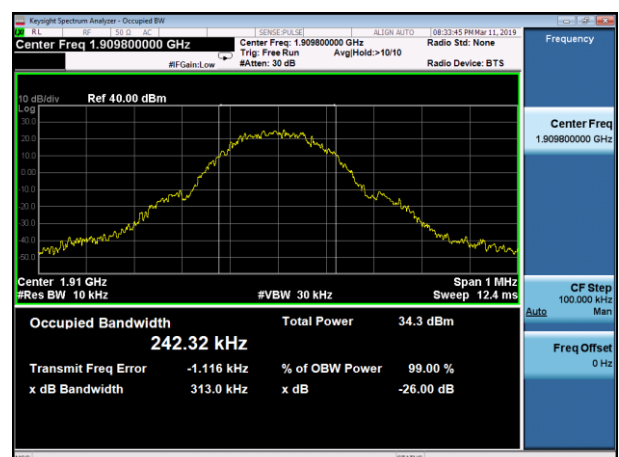 Keysight Spectrum Analyzer - Occupied BW
RL RF 50 Ω AC SENSE:PULSE ALIGN AUTO 08:33:45 PM Mar 11, 2019
Center Freq 1.909800000 GHz Center Freq: 1.909800000 GHz Radio Std: None Frequency
Trig: Free Run Avg|Hold:>10/10
#IFGain:Low #Atten: 30 dB Radio Device: BTS
10 dB/div Ref 40.00 dBm
Log
30.0
20.0
10.0
0.00
-10.0
-20.0
-30.0
-40.0
-50.0
Center Freq
1.909800000 GHz
Center 1.91 GHz Span 1 MHz
#Res BW 10 kHz #VBW 30 kHz Sweep 12.4 ms
CF Step
100.000 kHz
Auto Man
Occupied Bandwidth Total Power 34.3 dBm
242.32 kHz
Transmit Freq Error -1.116 kHz % of OBW Power 99.00 %
x dB Bandwidth 313.0 kHz x dB -26.00 dB
Freq Offset
0 Hz